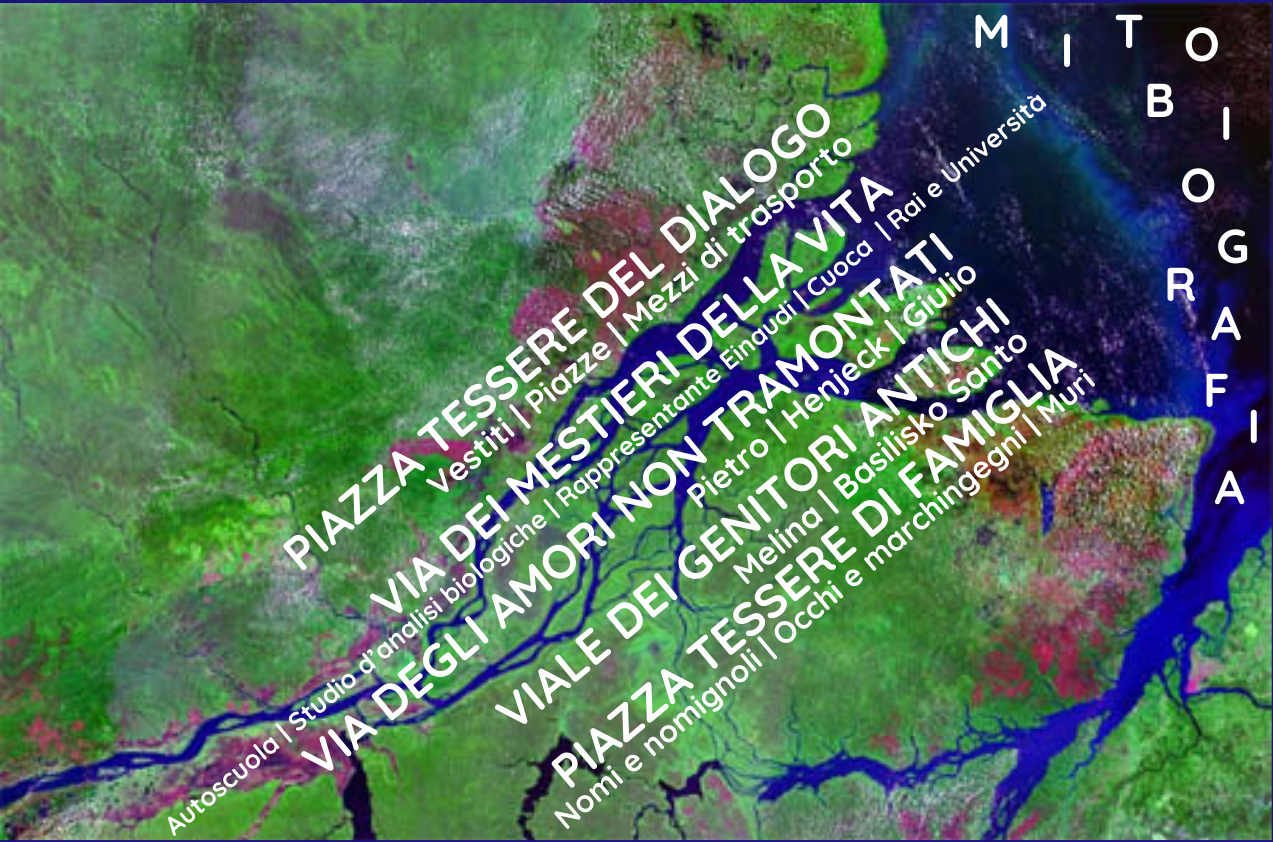 MITO
BIOGRAFIA
PIAZZA TESSERE DEL DIALOGO
vestiti | Piazze | Mezzi di trasporto
VIA DEI MESTIERI DELLA VITA
Autoscuola | Studio d'analisi biologiche | Rappresentante Einaudi | Cuoca | Rai e Università
VIA DEGLI AMORI NON TRAMONTATI
Pietro | Henjeck | Giulio
VIALE DEI GENITORI ANTICHI
Melina | Basilisko Santo
PIAZZA TESSERE DI FAMIGLIA
Nomi e nomignoli | Occhi e marchingegni | Muri